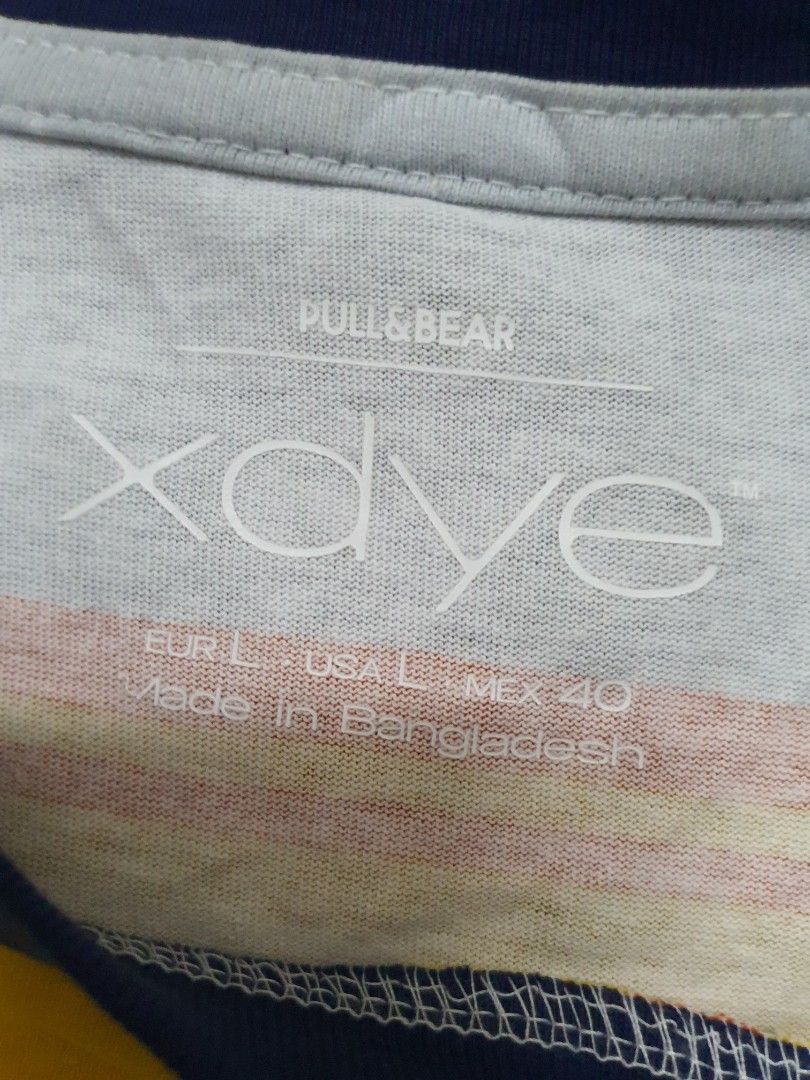 PULL&BEAR
xdye™
EUR L . USA L . MEX 40
Made in Bangladesh